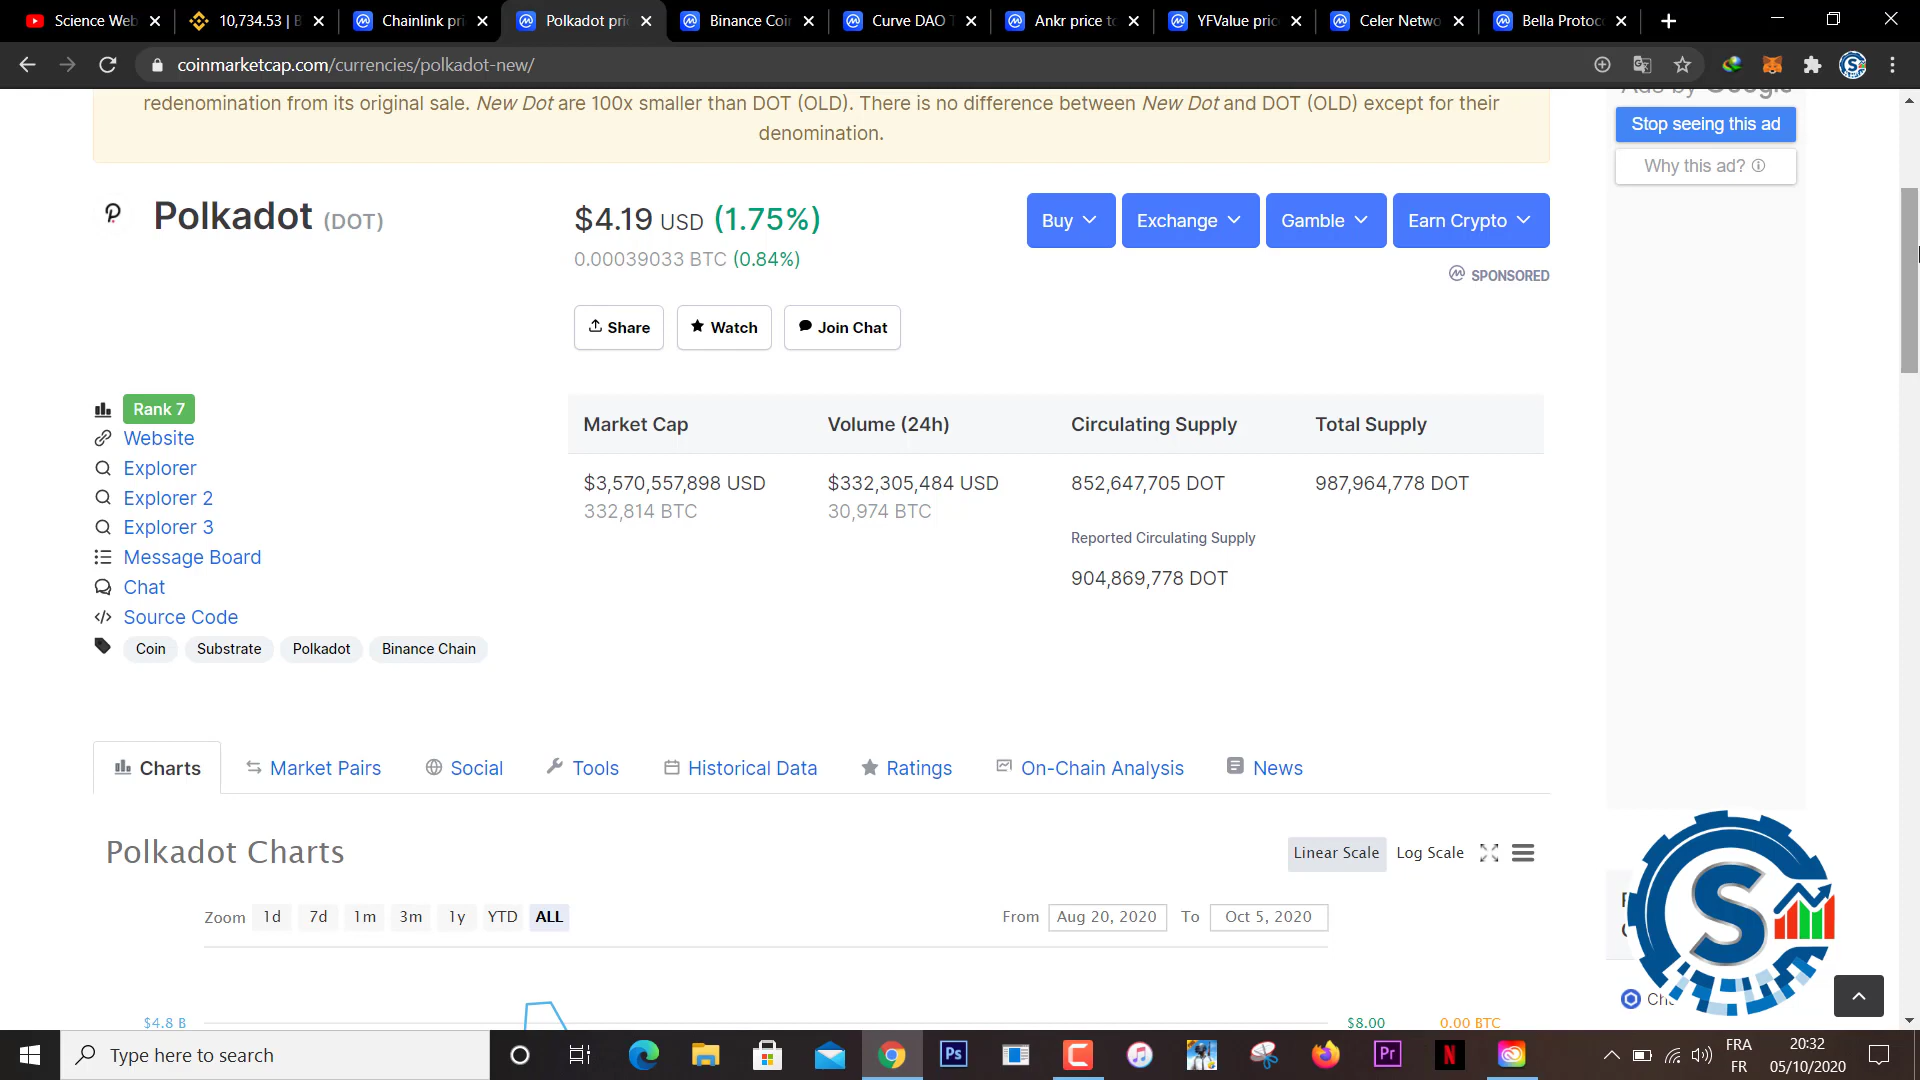 Science Web
10,734.53 | B
Chainlink pri
Polkadot pri
Binance Coin
Curve DAO T
Ankr price to
YFValue pric
Celer Netwo
Bella Protoc
coinmarketcap.com/currencies/polkadot-new/
redenomination from its original sale. New Dot are 100x smaller than DOT (OLD). There is no difference between New Dot and DOT (OLD) except for their
denomination.
Ads by Google
Stop seeing this ad
Why this ad?
Polkadot (DOT)
$4.19 USD (1.75%)
0.00039033 BTC (0.84%)
Buy
Exchange
Gamble
Earn Crypto
SPONSORED
Share
Watch
Join Chat
Rank 7
Website
Explorer
Explorer 2
Explorer 3
Message Board
Chat
Source Code
Coin
Substrate
Polkadot
Binance Chain
Market Cap
Volume (24h)
Circulating Supply
Total Supply
$3,570,557,898 USD
332,814 BTC
$332,305,484 USD
30,974 BTC
852,647,705 DOT
987,964,778 DOT
Reported Circulating Supply
904,869,778 DOT
Charts
Market Pairs
Social
Tools
Historical Data
Ratings
On-Chain Analysis
News
Polkadot Charts
Linear Scale
Log Scale
Zoom 1d 7d 1m 3m 1y YTD ALL
From Aug 20, 2020 To Oct 5, 2020
$4.8 B
$8.00
0.00 BTC
S
Type here to search
Ps
Pr
N
FRA
FR
20:32
05/10/2020